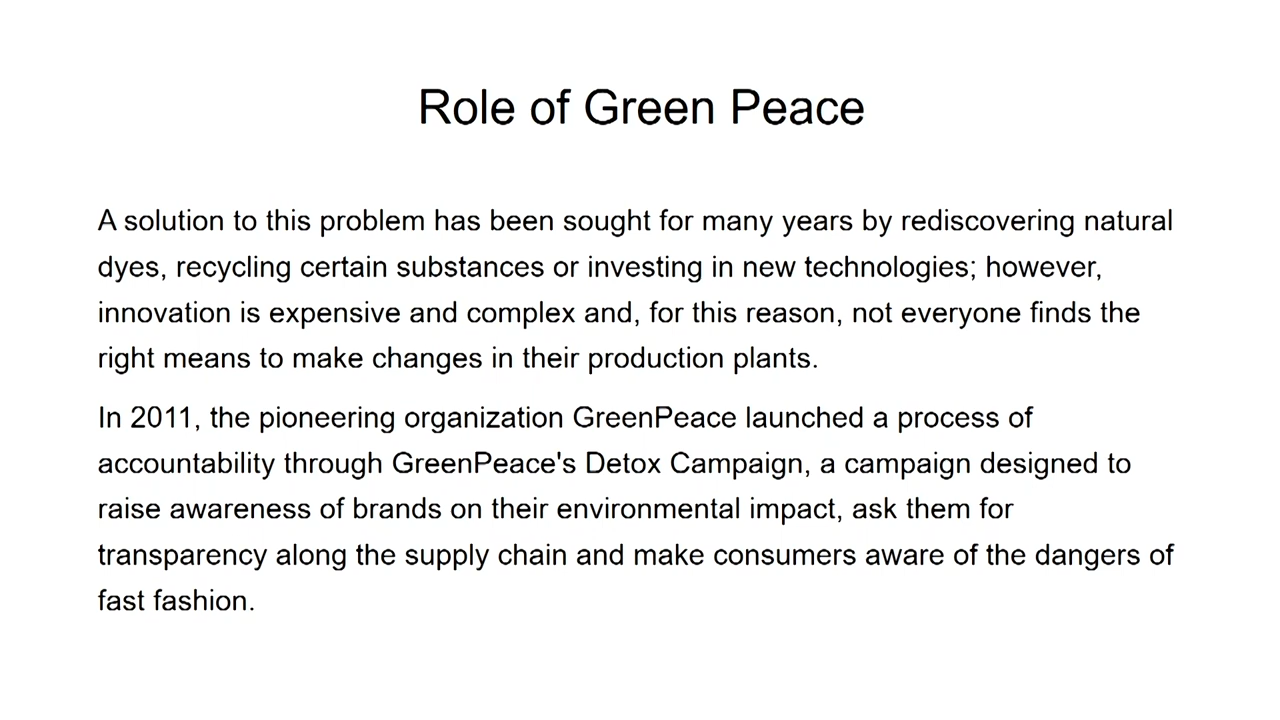 Role of Green Peace
A solution to this problem has been sought for many years by rediscovering natural
dyes, recycling certain substances or investing in new technologies; however,
innovation is expensive and complex and, for this reason, not everyone finds the
right means to make changes in their production plants.
In 2011, the pioneering organization GreenPeace launched a process of
accountability through GreenPeace's Detox Campaign, a campaign designed to
raise awareness of brands on their environmental impact, ask them for
transparency along the supply chain and make consumers aware of the dangers of
fast fashion.